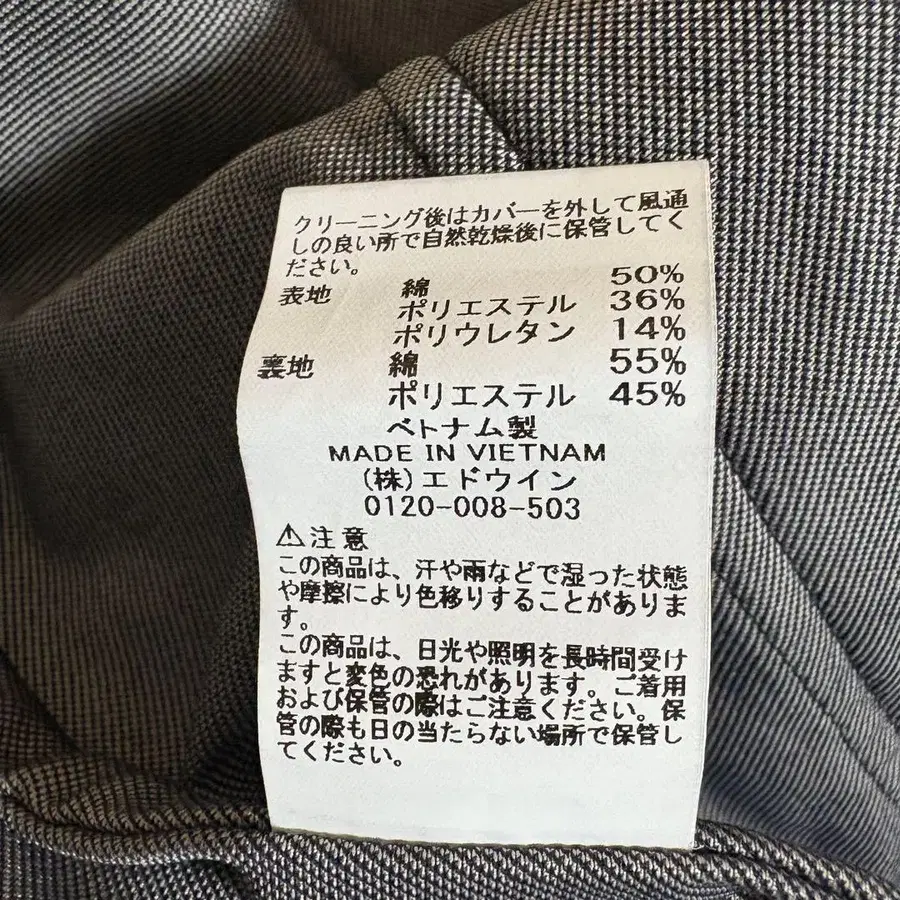 クリーニング後はカバーを外して風通
しの良い所で自然乾燥後に保管してく
ださい。
表地 綿 50%
ポリエステル 36%
ポリウレタン 14%
裏地 綿 55%
ポリエステル 45%
ベトナム製
MADE IN VIETNAM
(株)エドウイン
0120-008-503
⚠注意
この商品は、汗や雨などで湿った状態
や摩擦により色移りすることがありま
す。
この商品は、日光や照明を長時間受け
ますと変色の恐れがあります。ご着用
および保管の際はご注意ください。保
管の際も日の当たらない場所で保管し
てください。